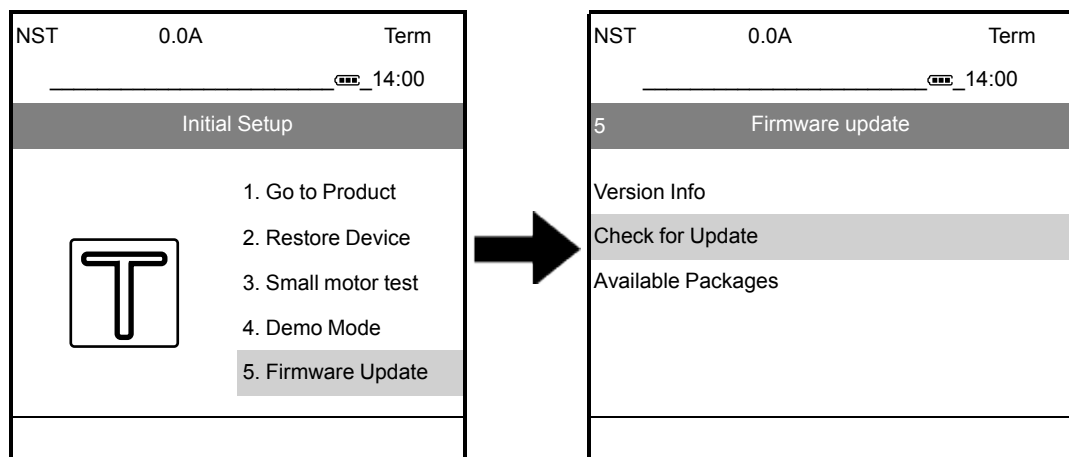 NST 0.0A Term
14:00
Initial Setup
1. Go to Product
2. Restore Device
3. Small motor test
4. Demo Mode
5. Firmware Update
T
NST 0.0A Term
14:00
5 Firmware update
Version Info
Check for Update
Available Packages